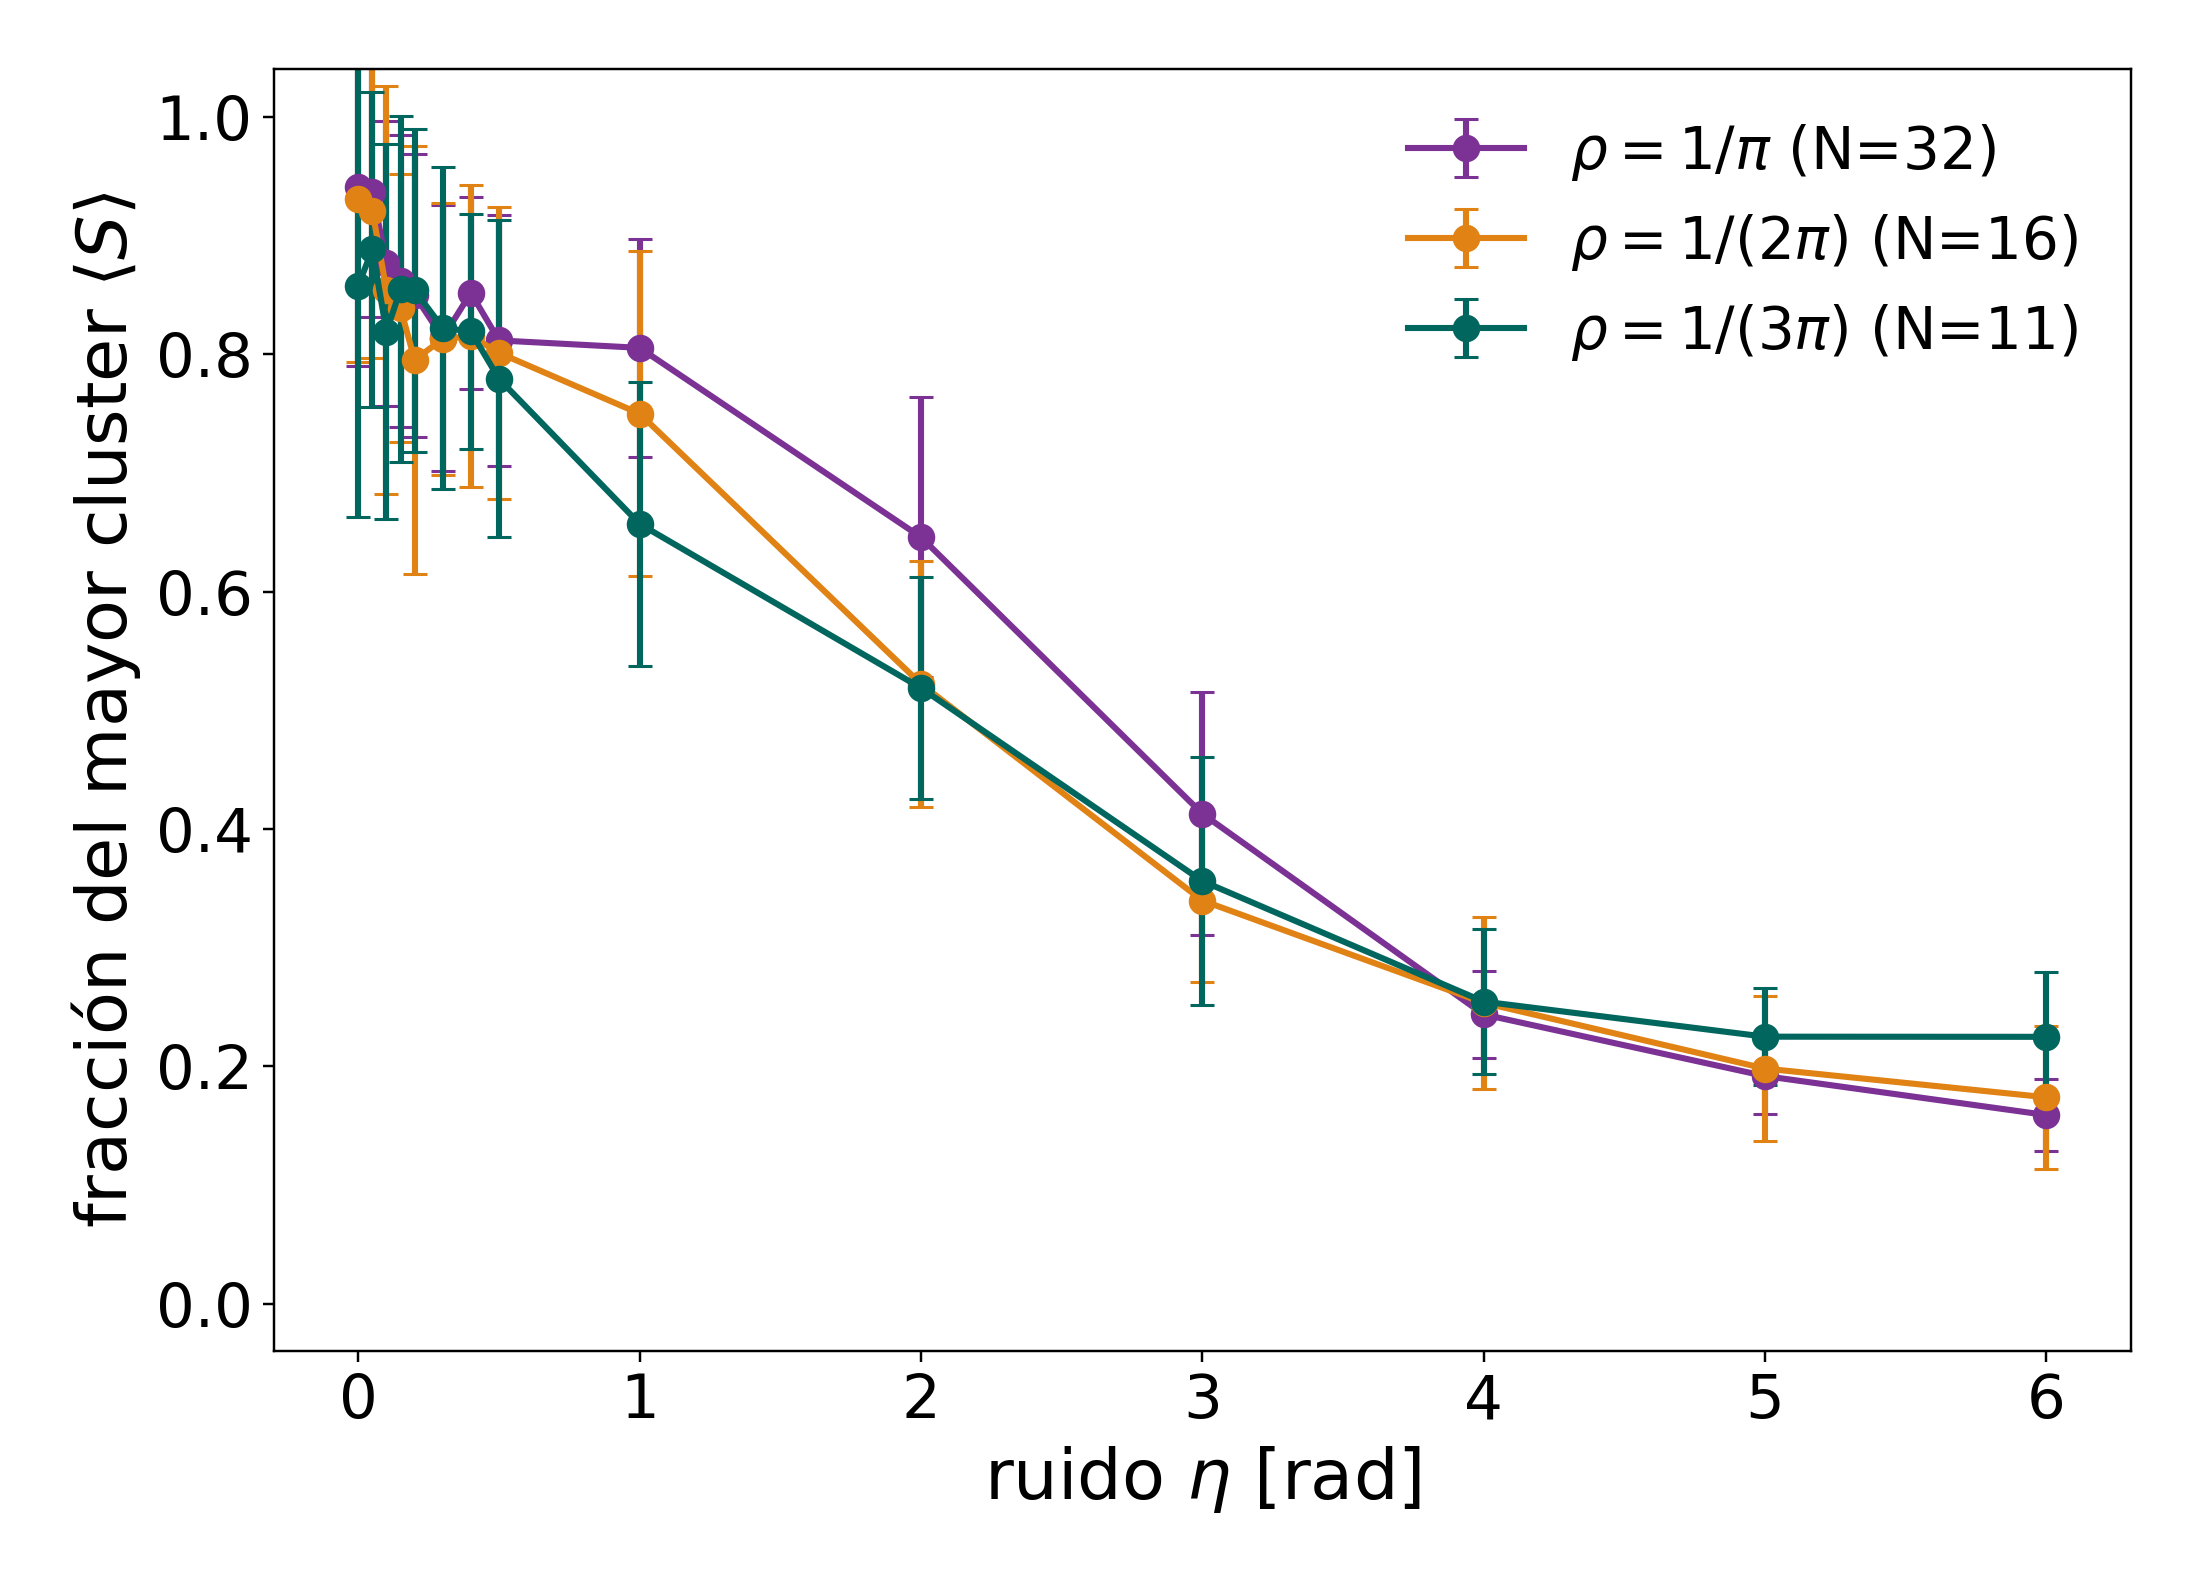 fracción del mayor cluster ⟨S⟩
1.0
0.8
0.6
0.4
0.2
0.0
ρ = 1/π (N=32)
ρ = 1/(2π) (N=16)
ρ = 1/(3π) (N=11)
0 1 2 3 4 5 6
ruido η [rad]